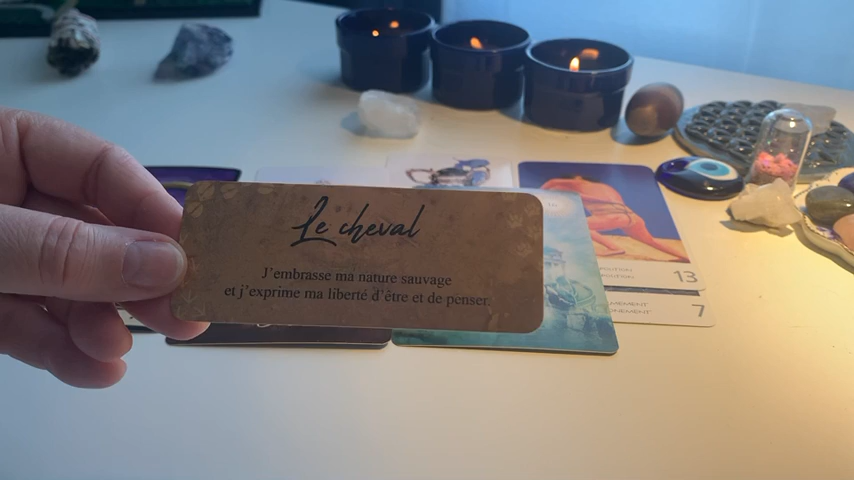 Le cheval
J'embrasse ma nature sauvage
et j'exprime ma liberté d'être et de penser.
13
7